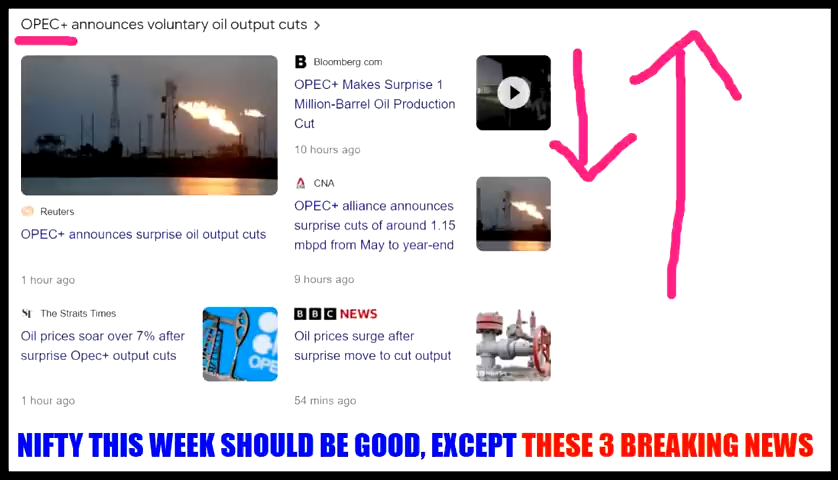 OPEC+ announces voluntary oil output cuts >
Bloomberg.com
OPEC+ Makes Surprise 1
Million-Barrel Oil Production
Cut
10 hours ago
CNA
OPEC+ alliance announces
surprise cuts of around 1.15
mbpd from May to year-end
9 hours ago
Reuters
OPEC+ announces surprise oil output cuts
1 hour ago
ST The Straits Times
Oil prices soar over 7% after
surprise Opec+ output cuts
1 hour ago
OPE
BBC NEWS
Oil prices surge after
surprise move to cut output
54 mins ago
NIFTY THIS WEEK SHOULD BE GOOD, EXCEPT THESE 3 BREAKING NEWS